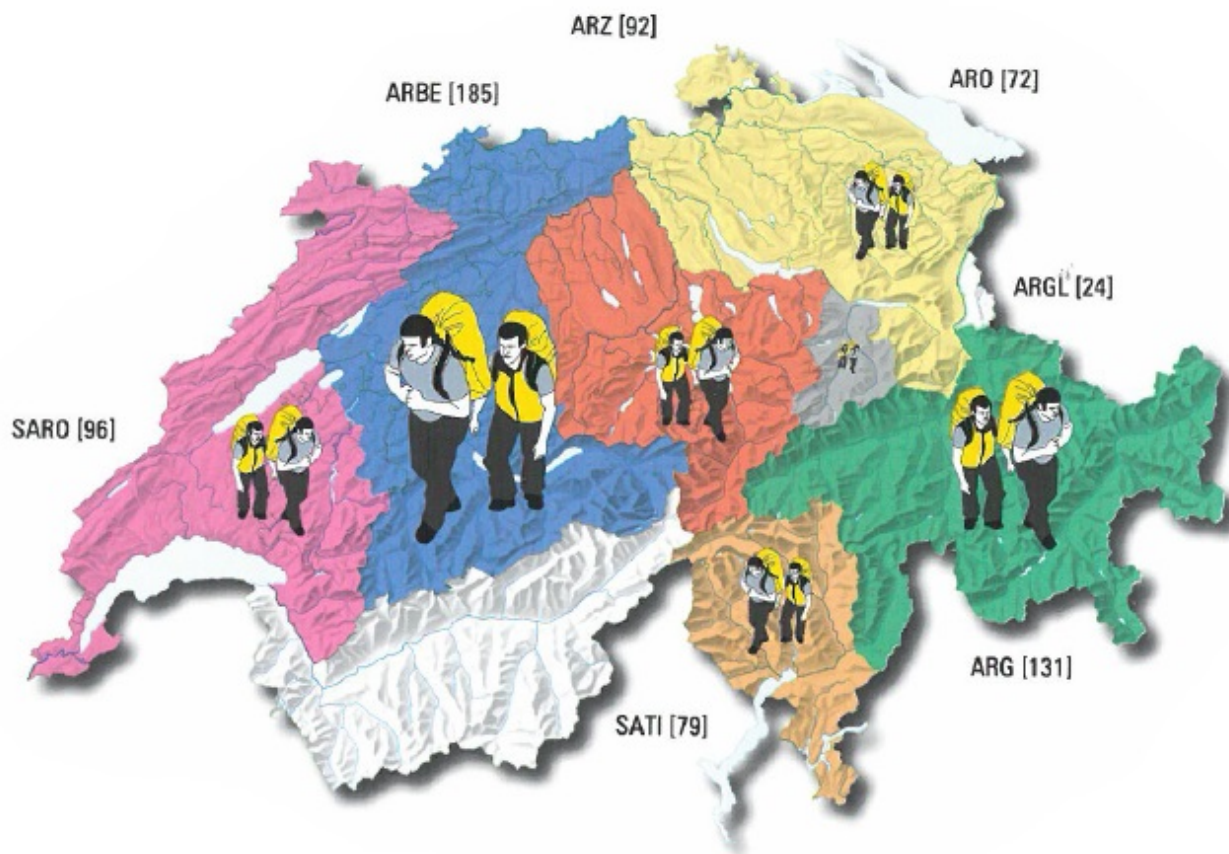 ARZ [92]
ARO [72]
ARBE [185]
ARGL [24]
SARO [96]
ARG [131]
SATI [79]